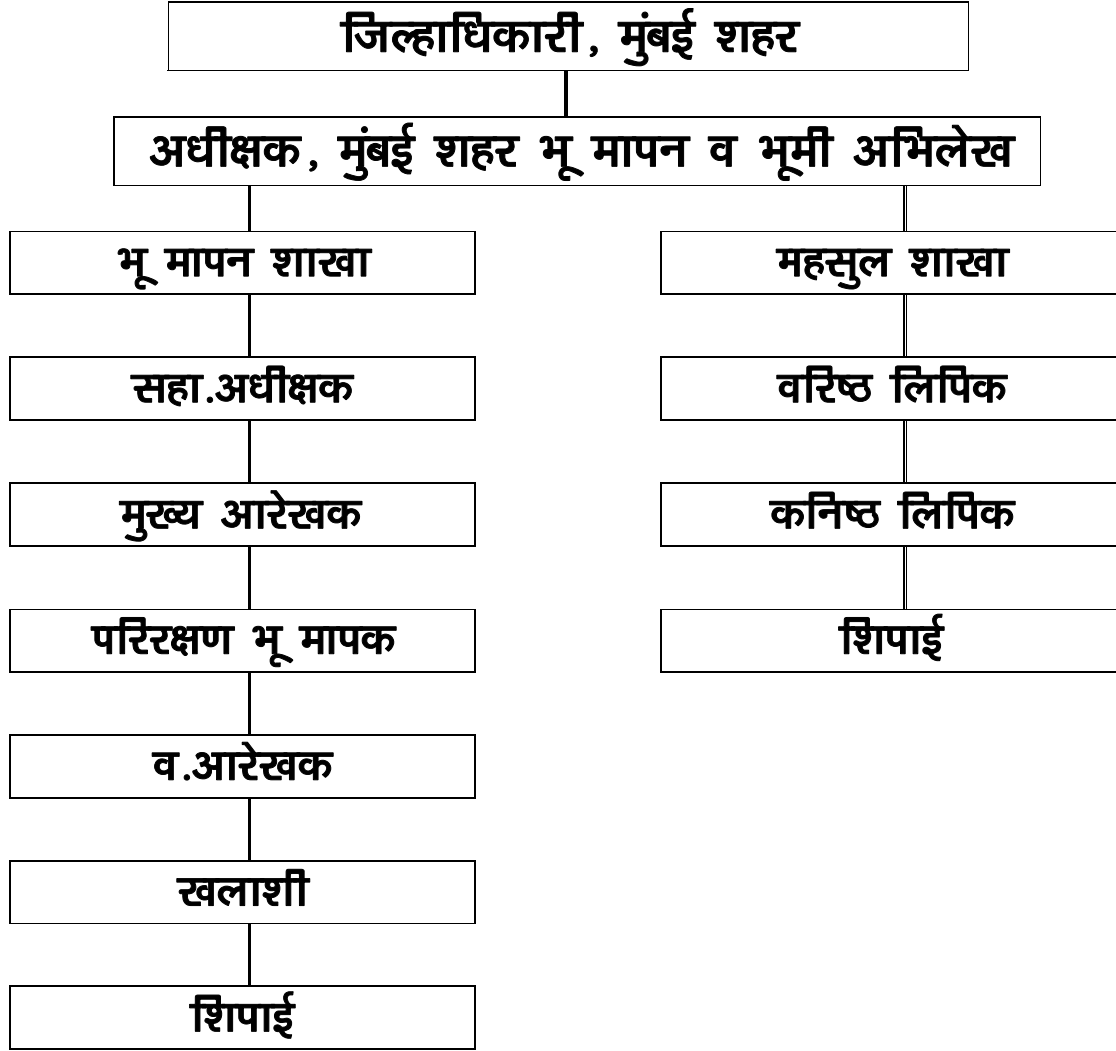 जिल्हाधिकारी, मुंबई शहर
अधीक्षक, मुंबई शहर भू मापन व भूमी अभिलेख
भू मापन शाखा
सहा.अधीक्षक
मुख्य आरेखक
परिरक्षण भू मापक
व.आरेखक
खलाशी
शिपाई
महसुल शाखा
वरिष्ठ लिपिक
कनिष्ठ लिपिक
शिपाई